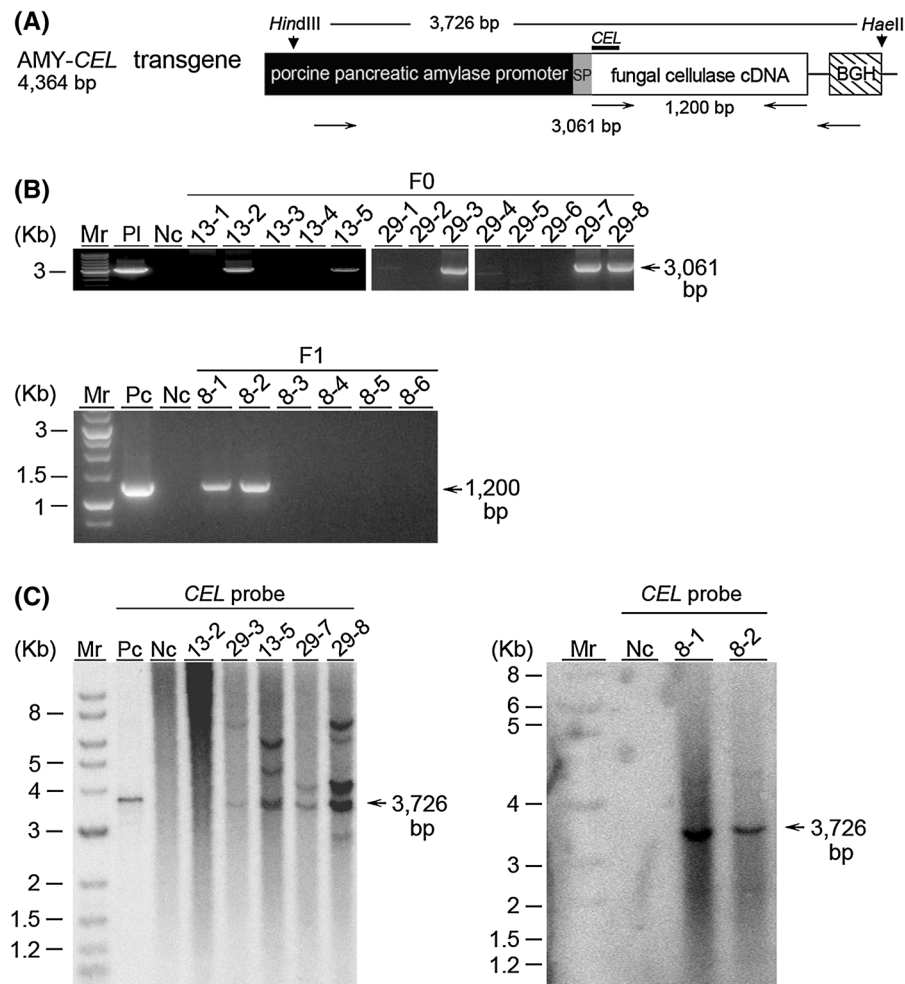 (A)
HindIII 3,726 bp HaeII
AMY-CEL transgene
4,364 bp
CEL
porcine pancreatic amylase promoter SP fungal cellulase cDNA BGH
1,200 bp
3,061 bp
(B)
F0
(Kb) Mr Pl Nc 13-1 13-2 13-3 13-4 13-5 29-1 29-2 29-3 29-4 29-5 29-6 29-7 29-8
3
3,061
bp
F1
(Kb) Mr Pc Nc 8-1 8-2 8-3 8-4 8-5 8-6
3
1.5
1
1,200
bp
(C)
CEL probe
(Kb) Mr Pc Nc 13-2 29-3 13-5 29-7 29-8
8
5
4
3
2
1.5
1.2
3,726
bp
CEL probe
(Kb) Mr Nc 8-1 8-2
8
6
5
4
3
2
1.5
1.2
3,726
bp